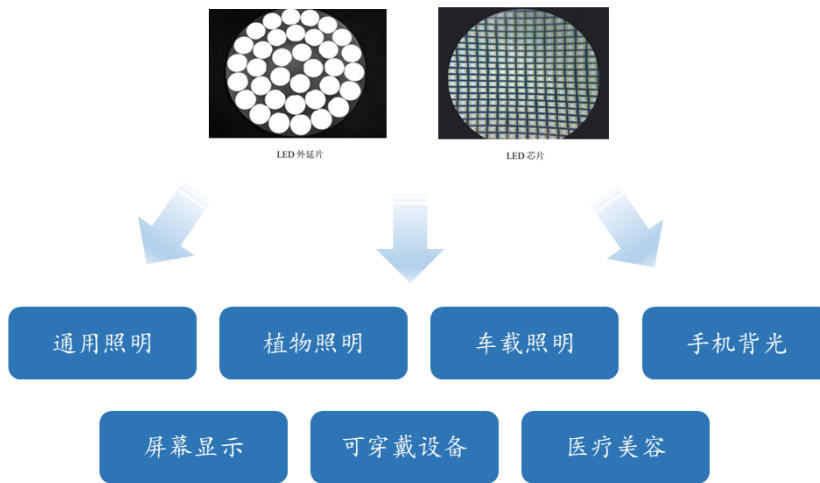 LED 外延片
LED 芯片
通用照明
植物照明
车载照明
手机背光
屏幕显示
可穿戴设备
医疗美容